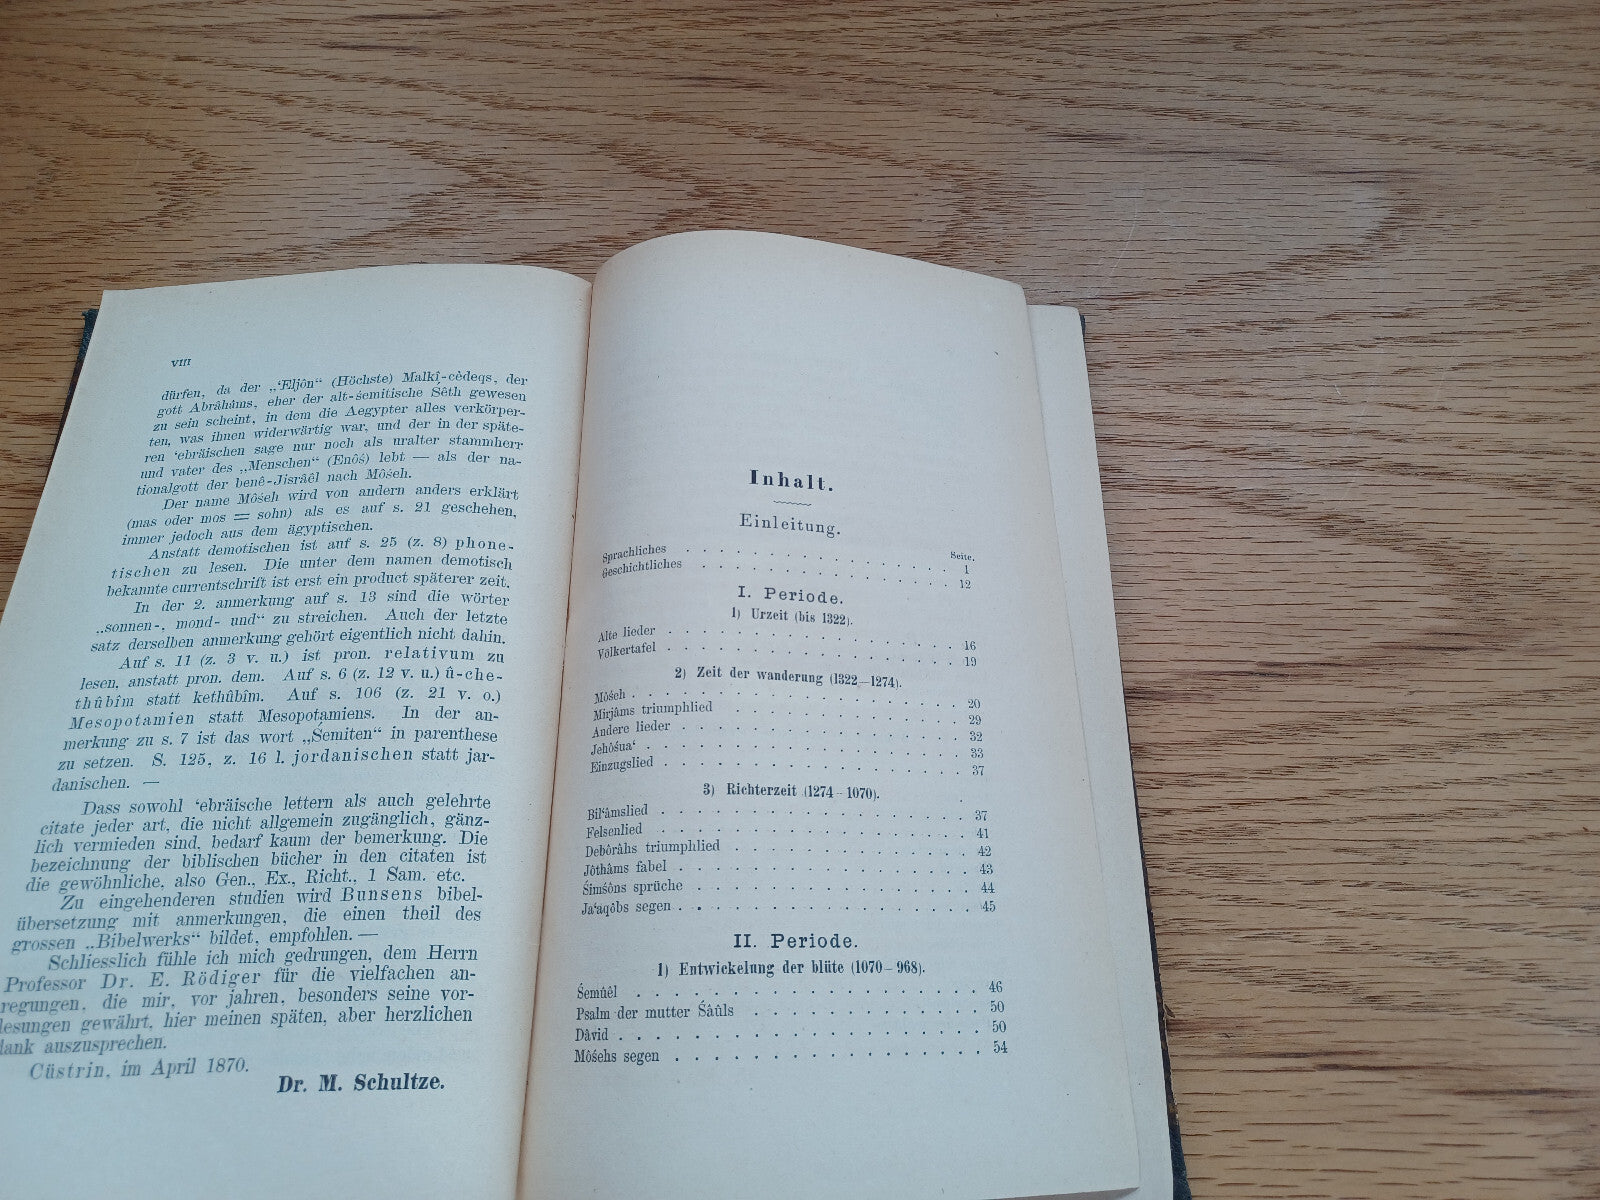 VIII
dürfen, da der „‘Eljôn“ (Höchste) Malkî-cèdeqs, der
gott Abrâhâms, eher der alt-śemitische Śêth gewesen
zu sein scheint, in dem die Aegypter alles verkörper-
ten, was ihnen widerwärtig war, und der in der späte-
ren ‘ebräischen sage nur noch als uralter stammherr
und vater des „Menschen“ (Enôś) lebt — als der na-
tionalgott der benê-Jisrâêl nach Môśeh.
Der name Môśeh wird von andern anders erklärt
(mas oder mos = sohn) als es auf s. 21 geschehen,
immer jedoch aus dem ägyptischen.
Anstatt demotischen ist auf s. 25 (z. 8) phone-
tischen zu lesen. Die unter dem namen demotisch
bekannte currentschrift ist erst ein product späterer zeit.
In der 2. anmerkung auf s. 13 sind die wörter
„sonnen-, mond- und“ zu streichen. Auch der letzte
satz derselben anmerkung gehört eigentlich nicht dahin.
Auf s. 11 (z. 3 v. u.) ist pron. relativum zu
lesen, anstatt pron. dem. Auf s. 6 (z. 12 v. u.) û-che-
thûbîm statt kethûbîm. Auf s. 106 (z. 21 v. o.)
Mesopotamien statt Mesopotamiens. In der an-
merkung zu s. 7 ist das wort „Śemiten“ in parenthese
zu setzen. S. 125, z. 16 l. jordanischen statt jar-
danischen. —
Dass sowohl ‘ebräische lettern als auch gelehrte
citate jeder art, die nicht allgemein zugänglich, gänz-
lich vermieden sind, bedarf kaum der bemerkung. Die
bezeichnung der biblischen bücher in den citaten ist
die gewöhnliche, also Gen., Ex., Richt., 1 Sam. etc.
Zu eingehenderen studien wird Bunsens bibel-
übersetzung mit anmerkungen, die einen theil des
grossen „Bibelwerks“ bildet, empfohlen. —
Schliesslich fühle ich mich gedrungen, dem Herrn
Professor Dr. E. Rödiger für die vielfachen an-
regungen, die mir, vor jahren, besonders seine vor-
lesungen gewährt, hier meinen späten, aber herzlichen
dank auszusprechen.
Cüstrin, im April 1870.
Dr. M. Schultze.
Inhalt.
Einleitung.
Seite.
Sprachliches . . . . . . . . . . . . . . 1
Geschichtliches . . . . . . . . . . . . . 12
I. Periode.
1) Urzeit (bis 1322).
Alte lieder . . . . . . . . . . . . . . 16
Völkertafel . . . . . . . . . . . . . . 19
2) Zeit der wanderung (1322—1274).
Môśeh . . . . . . . . . . . . . . . . 20
Mirjâms triumphlied . . . . . . . . . . . 29
Andere lieder . . . . . . . . . . . . . 32
Jehôśua‘ . . . . . . . . . . . . . . . 33
Einzugslied . . . . . . . . . . . . . . 37
3) Richterzeit (1274–1070).
Bil‘âmslied . . . . . . . . . . . . . . 37
Felsenlied . . . . . . . . . . . . . . 41
Debôrâhs triumphlied . . . . . . . . . . 42
Jôthâms fabel . . . . . . . . . . . . . 43
Śimśôns sprüche . . . . . . . . . . . . 44
Ja‘aqôbs segen . . . . . . . . . . . . 45
II. Periode.
1) Entwickelung der blüte (1070–968).
Śemûêl . . . . . . . . . . . . . . . 46
Psalm der mutter Śâûls . . . . . . . . . 50
Dâvid . . . . . . . . . . . . . . . . 50
Môśehs segen . . . . . . . . . . . . . 54